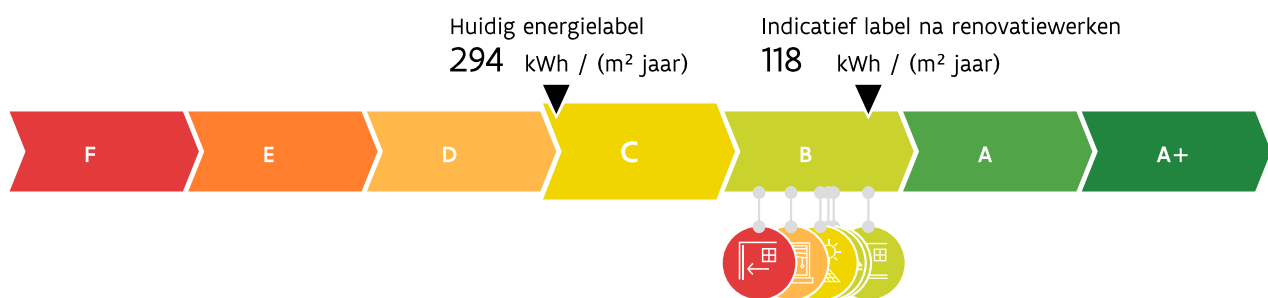 Huidig energielabel
294 kWh / (m² jaar)
Indicatief label na renovatiewerken
118 kWh / (m² jaar)
F E D C B A A+